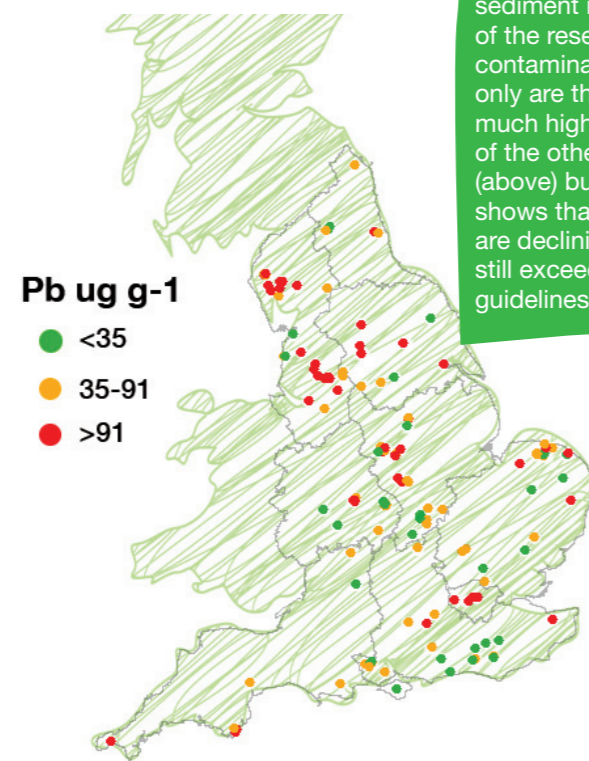 sediment
of the rese
contamina
only are th
much high
of the othe
(above) bu
shows tha
are declini
still exceed
guidelines
Pb ug g-1
<35
35-91
>91